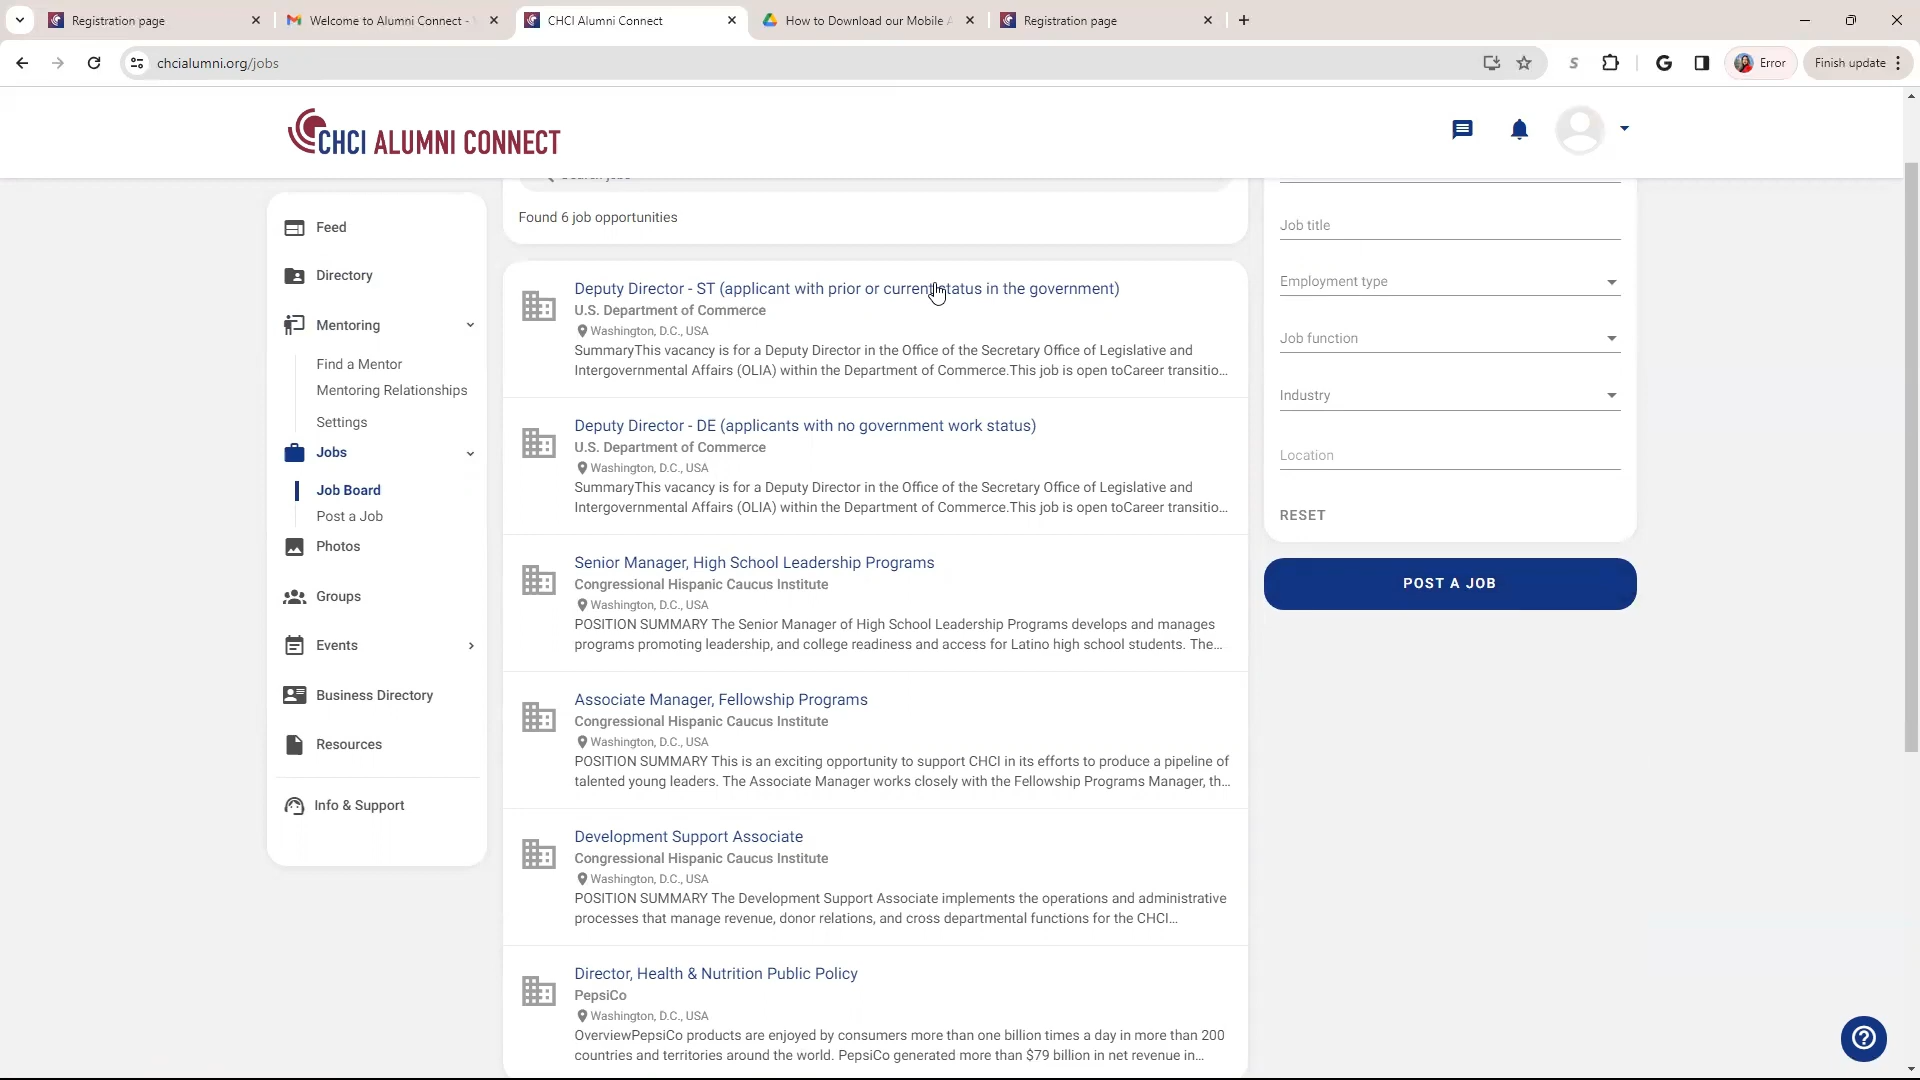 Registration page
Welcome to Alumni Connect -
CHCI Alumni Connect
How to Download our Mobile A
Registration page
chcialumni.org/jobs
Error
Finish update
CHCI ALUMNI CONNECT
Feed
Directory
Mentoring
Find a Mentor
Mentoring Relationships
Settings
Jobs
Job Board
Post a Job
Photos
Groups
Events
Business Directory
Resources
Info & Support
Found 6 job opportunities
Deputy Director - ST (applicant with prior or current status in the government)
U.S. Department of Commerce
Washington, D.C., USA
SummaryThis vacancy is for a Deputy Director in the Office of the Secretary Office of Legislative and
Intergovernmental Affairs (OLIA) within the Department of Commerce.This job is open toCareer transitio...
Deputy Director - DE (applicants with no government work status)
U.S. Department of Commerce
Washington, D.C., USA
SummaryThis vacancy is for a Deputy Director in the Office of the Secretary Office of Legislative and
Intergovernmental Affairs (OLIA) within the Department of Commerce.This job is open toCareer transitio...
Senior Manager, High School Leadership Programs
Congressional Hispanic Caucus Institute
Washington, D.C., USA
POSITION SUMMARY The Senior Manager of High School Leadership Programs develops and manages
programs promoting leadership, and college readiness and access for Latino high school students. The...
Associate Manager, Fellowship Programs
Congressional Hispanic Caucus Institute
Washington, D.C., USA
POSITION SUMMARY This is an exciting opportunity to support CHCI in its efforts to produce a pipeline of
talented young leaders. The Associate Manager works closely with the Fellowship Programs Manager, th...
Development Support Associate
Congressional Hispanic Caucus Institute
Washington, D.C., USA
POSITION SUMMARY The Development Support Associate implements the operations and administrative
processes that manage revenue, donor relations, and cross departmental functions for the CHCI...
Director, Health & Nutrition Public Policy
PepsiCo
Washington, D.C., USA
OverviewPepsiCo products are enjoyed by consumers more than one billion times a day in more than 200
countries and territories around the world. PepsiCo generated more than $79 billion in net revenue in...
Job title
Employment type
Job function
Industry
Location
RESET
POST A JOB